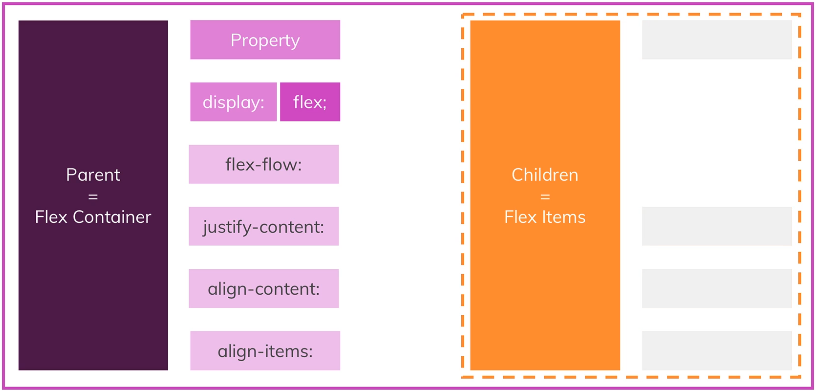 Parent
=
Flex Container
Property
display: flex;
flex-flow:
justify-content:
align-content:
align-items:
Children
=
Flex Items